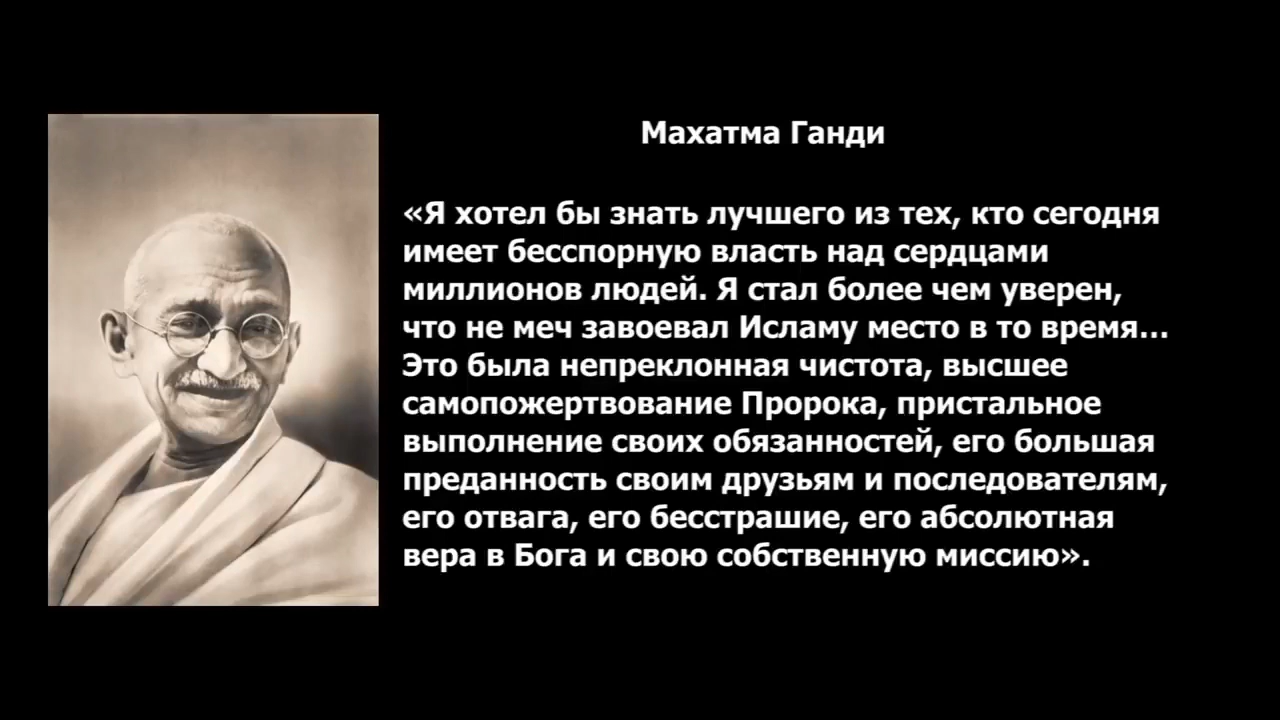 Махатма Ганди
«Я хотел бы знать лучшего из тех, кто сегодня
имеет бесспорную власть над сердцами
миллионов людей. Я стал более чем уверен,
что не меч завоевал Исламу место в то время...
Это была непреклонная чистота, высшее
самопожертвование Пророка, пристальное
выполнение своих обязанностей, его большая
преданность своим друзьям и последователям,
его отвага, его бесстрашие, его абсолютная
вера в Бога и свою собственную миссию».